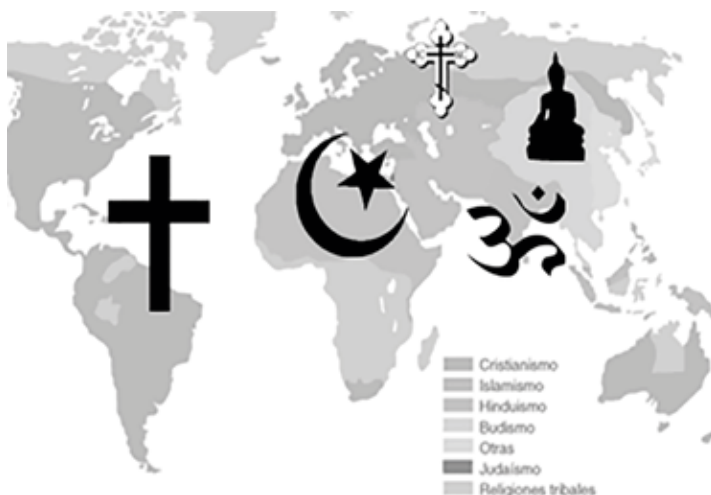 Cristianismo
Islamismo
Hinduismo
Budismo
Otras
Judaísmo
Religiones tribales